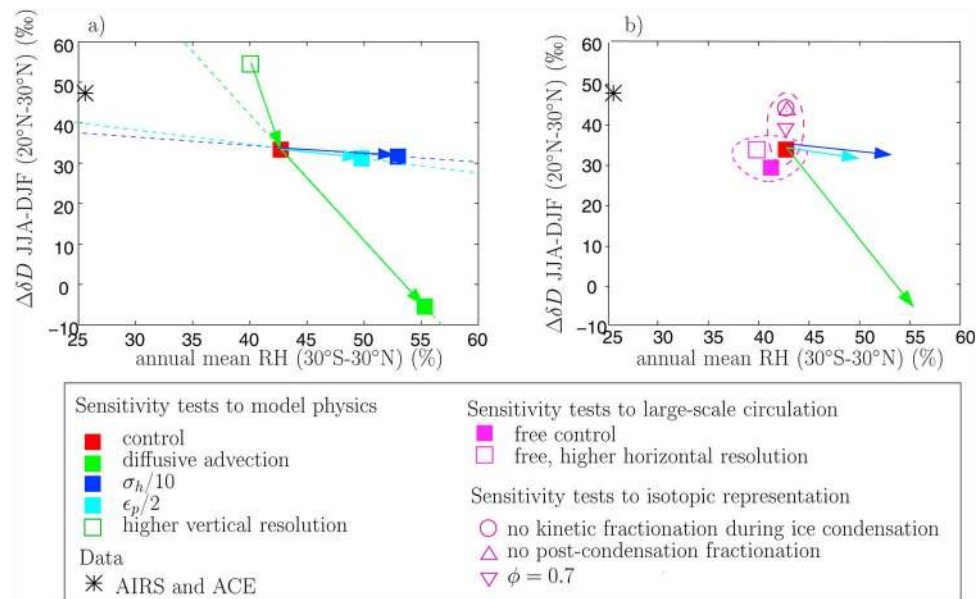 a)
ΔδD JJA-DJF (20°N-30°N) (‰)
60
50
40
30
20
10
0
-10
25 30 35 40 45 50 55 60
annual mean RH (30°S-30°N) (%)
b)
ΔδD JJA-DJF (20°N-30°N) (‰)
60
50
40
30
20
10
0
-10
25 30 35 40 45 50 55 60
annual mean RH (30°S-30°N) (%)
Sensitivity tests to model physics
control
diffusive advection
σₕ/10
ϵₚ/2
higher vertical resolution
Data
AIRS and ACE
Sensitivity tests to large-scale circulation
free control
free, higher horizontal resolution
Sensitivity tests to isotopic representation
no kinetic fractionation during ice condensation
no post-condensation fractionation
ϕ = 0.7